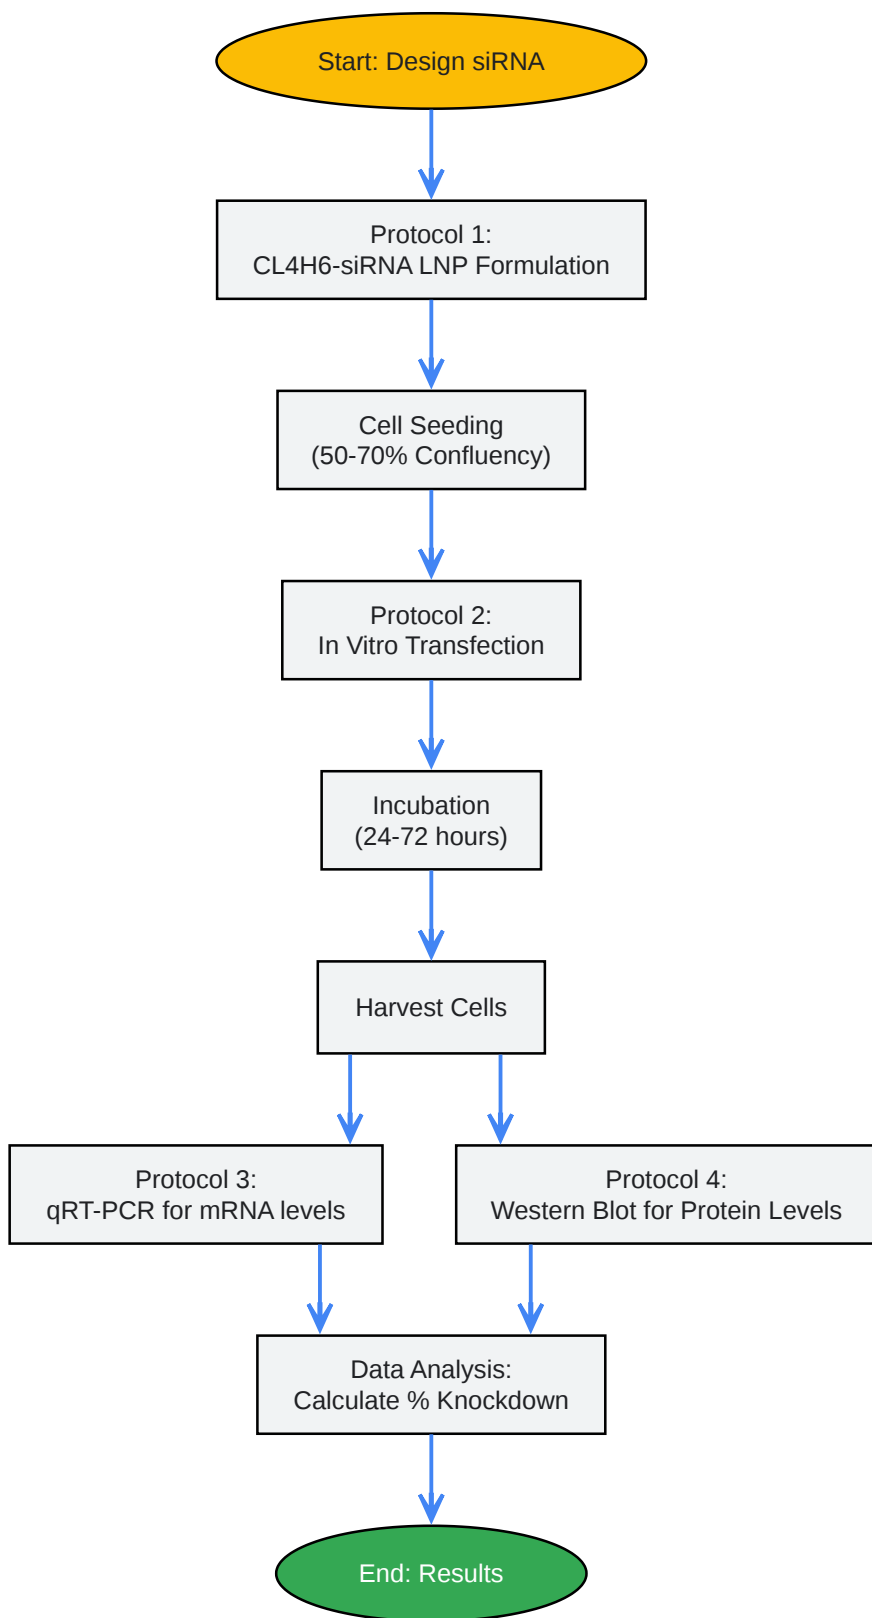 Start: Design siRNA
Protocol 1:
CL4H6-siRNA LNP Formulation
Cell Seeding
(50-70% Confluency)
Protocol 2:
In Vitro Transfection
Incubation
(24-72 hours)
Harvest Cells
Protocol 3:
qRT-PCR for mRNA levels
Protocol 4:
Western Blot for Protein Levels
Data Analysis:
Calculate % Knockdown
End: Results